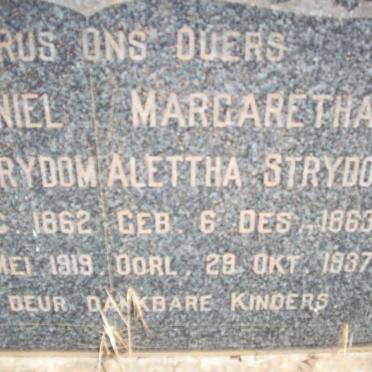 RUS ONS OUERS
NIEL MARGARETHA
RYDOM ALETTHA STRYDO
C. 1862 GEB. 6 DES. 1863
MEI 1919 OORL. 29. OKT. 1937
DEUR DANKBARE KINDERS